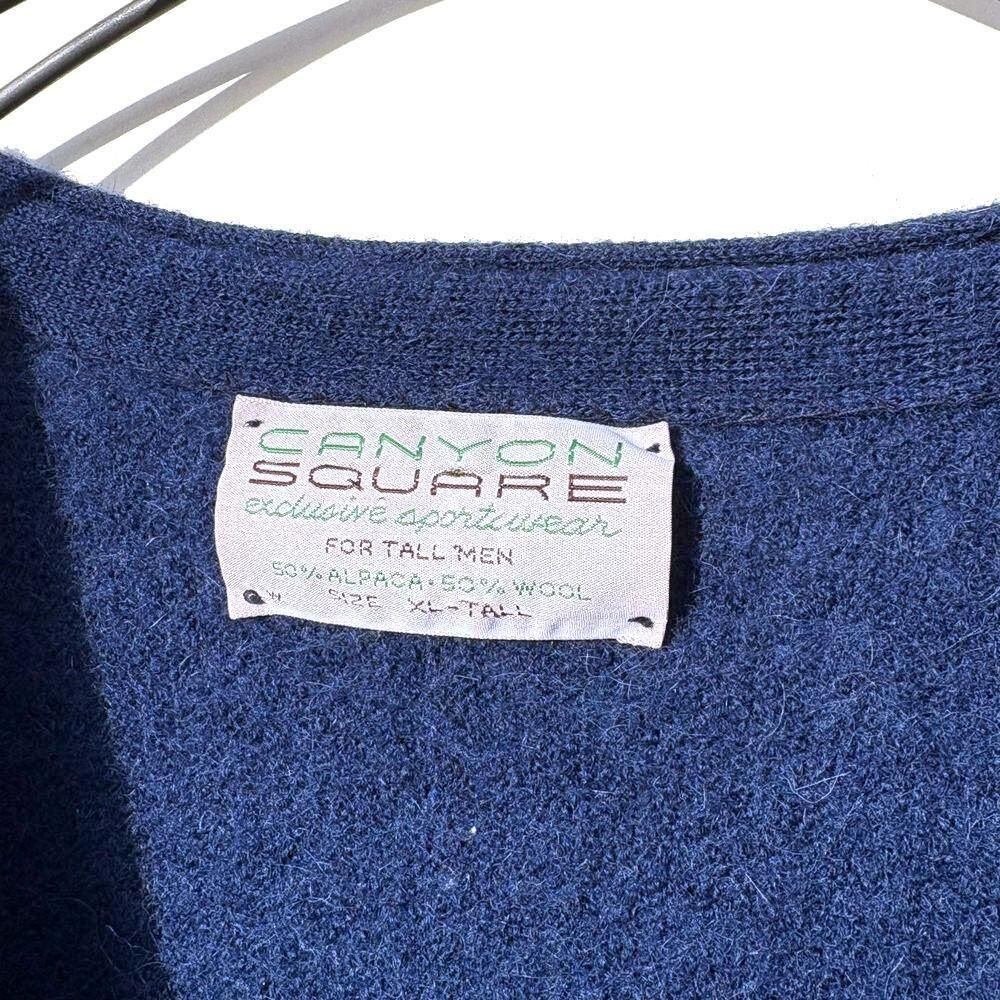 CANYON
SQUARE
exclusive sportswear
FOR TALL MEN
50% ALPACA • 50% WOOL
W SIZE XL-TALL